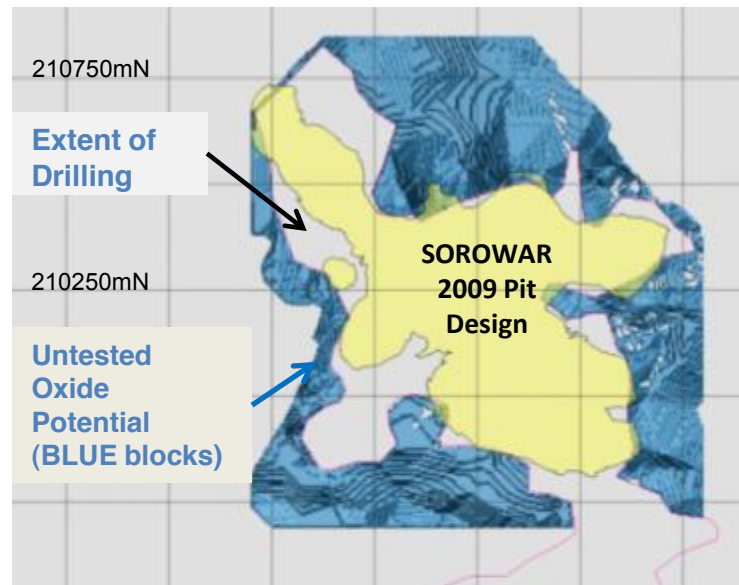 210750mN
Extent of
Drilling
SOROWAR
2009 Pit
Design
210250mN
Untested
Oxide
Potential
(BLUE blocks)